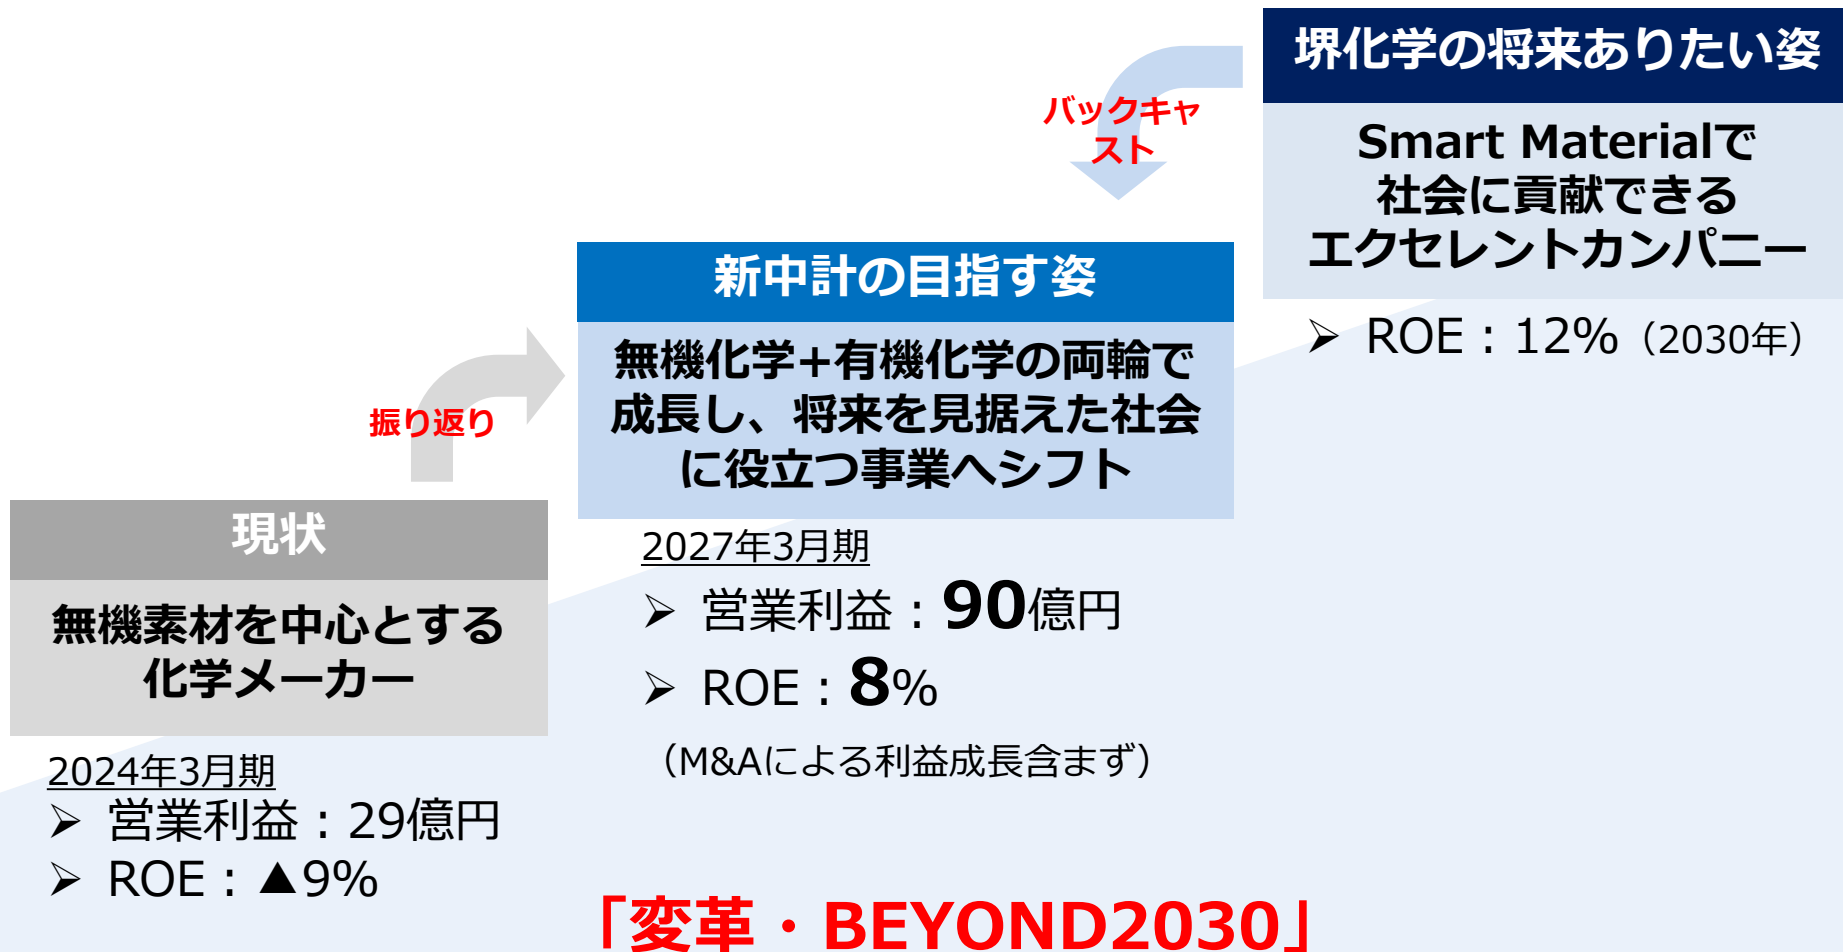 堺化学の将来ありたい姿
Smart Materialで
社会に貢献できる
エクセレントカンパニー
➢ ROE：12%（2030年）
バックキャ
スト
新中計の目指す姿
無機化学+有機化学の両輪で
成長し、将来を見据えた社会
に役立つ事業へシフト
2027年3月期
➢ 営業利益：90億円
➢ ROE：8%
（M&Aによる利益成長含まず）
振り返り
現状
無機素材を中心とする
化学メーカー
2024年3月期
➢ 営業利益：29億円
➢ ROE：▲9%
「変革・BEYOND2030」